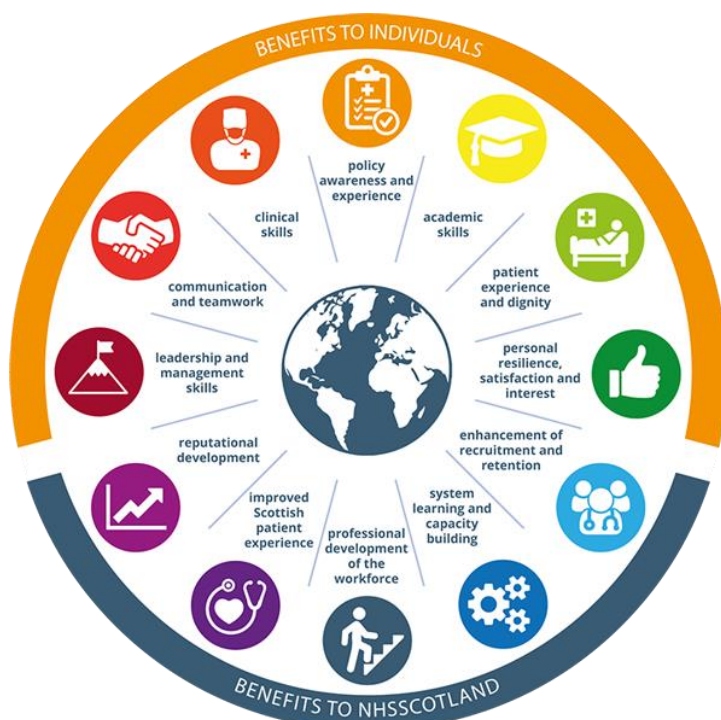 BENEFITS TO INDIVIDUALS
policy
awareness and
experience
academic
skills
patient
experience
and dignity
personal
resilience,
satisfaction and
interest
enhancement of
recruitment and
retention
system
learning and
capacity
building
professional
development
of the
workforce
improved
Scottish
patient
experience
reputational
development
leadership and
management
skills
communication
and teamwork
clinical
skills
BENEFITS TO NHSSCOTLAND